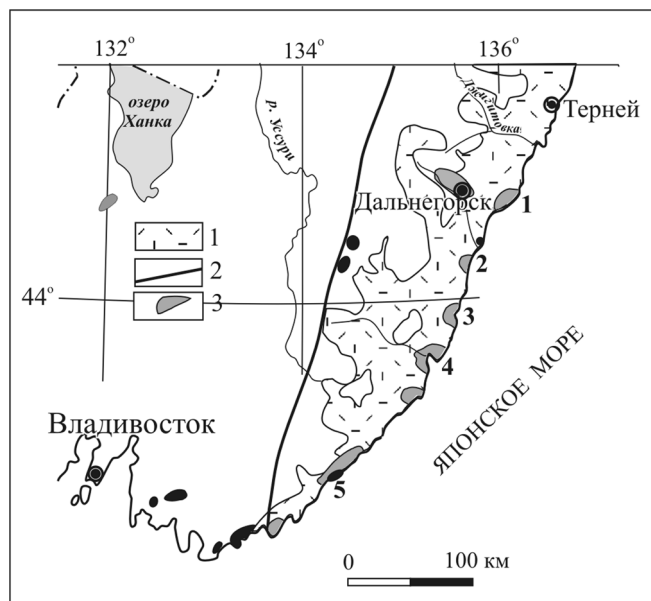 132°
134°
136°
озеро
Ханка
р. Уссури
Джигитовка
Терней
Дальнегорск
1
1
2
2
3
44°
3
4
Владивосток
ЯПОНСКОЕ МОРЕ
5
0
100 км